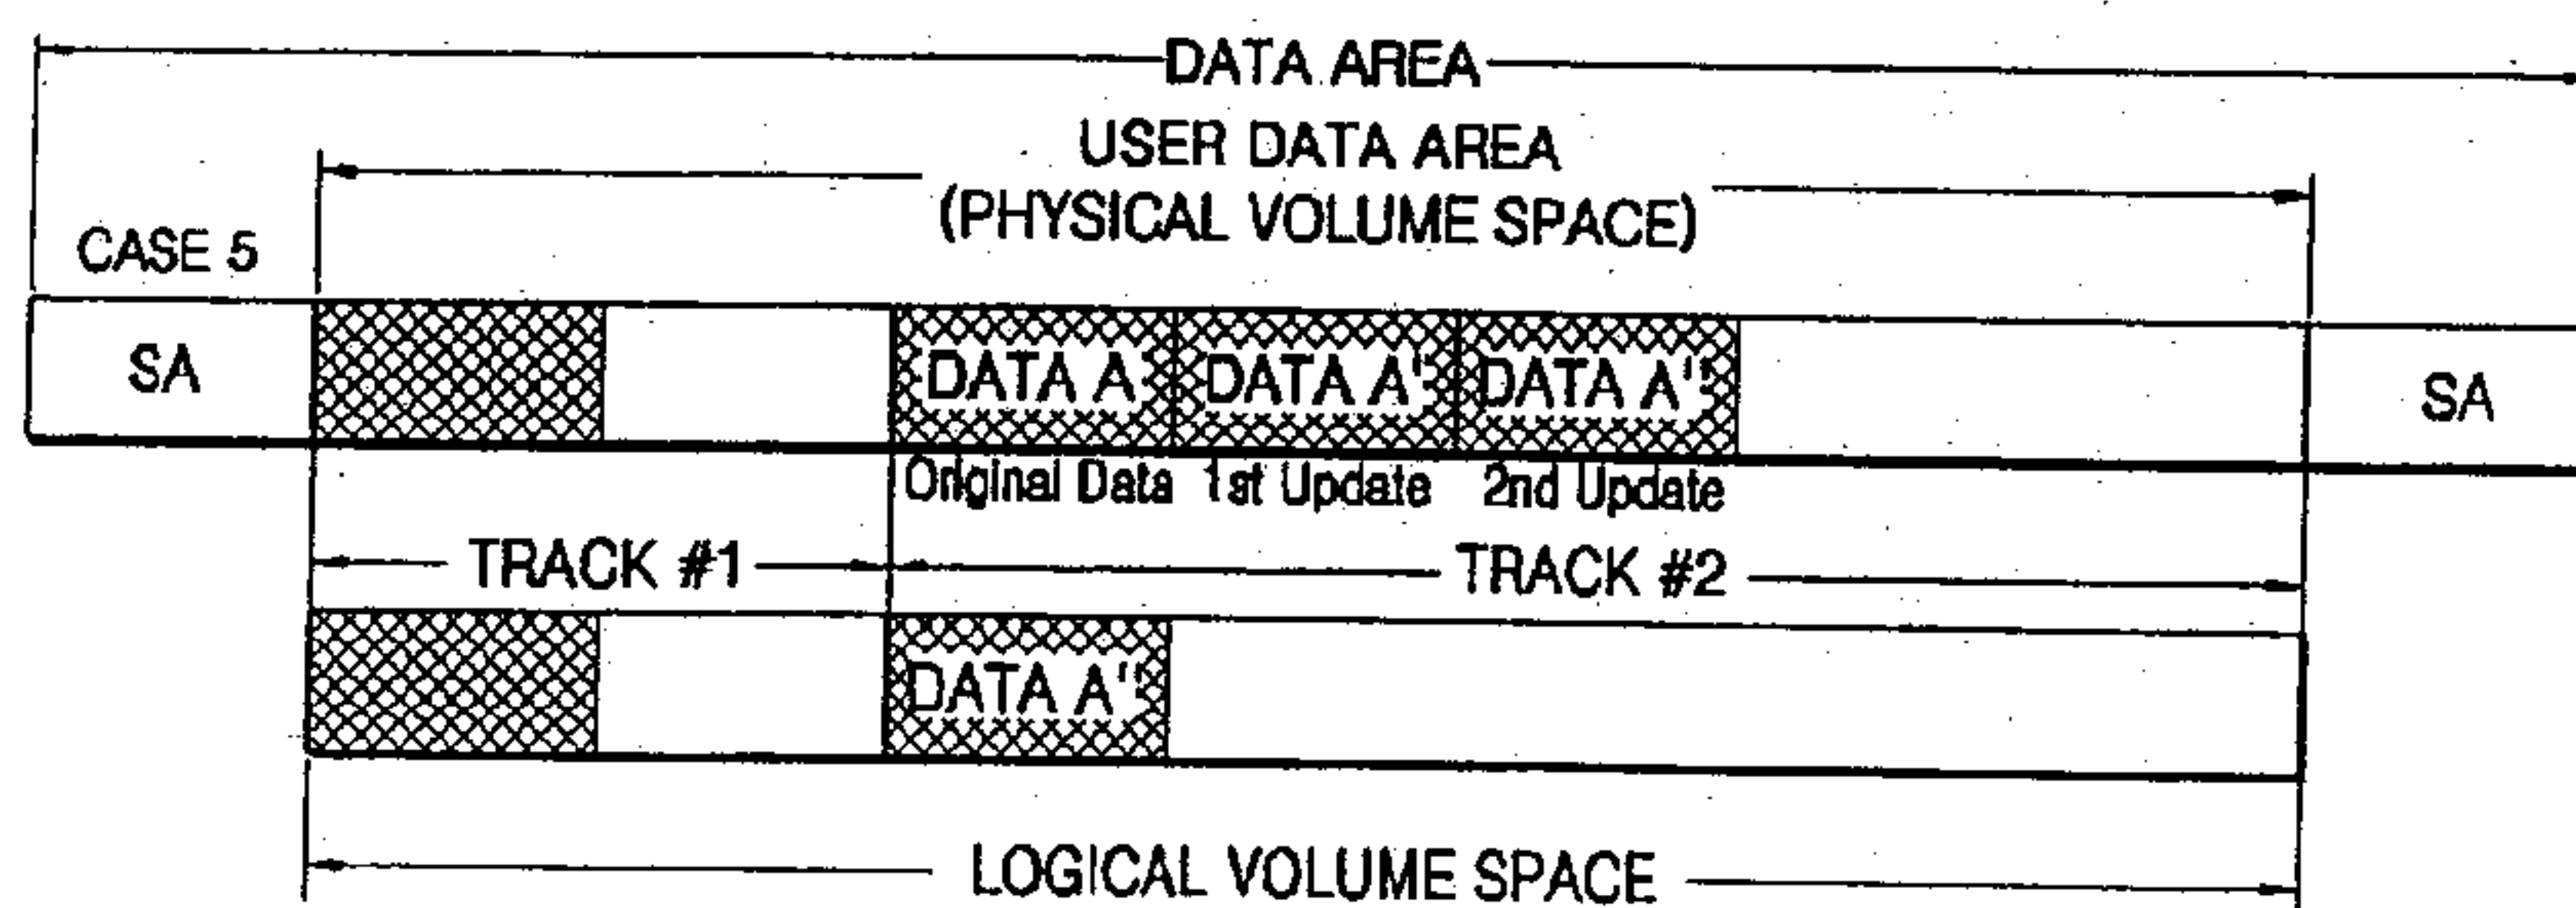 DATA AREA
USER DATA AREA
(PHYSICAL VOLUME SPACE)
CASE 5
SA
DATA A
DATA A'
DATA A''
SA
Original Data
1st Update
2nd Update
TRACK #1
TRACK #2
DATA A''
LOGICAL VOLUME SPACE